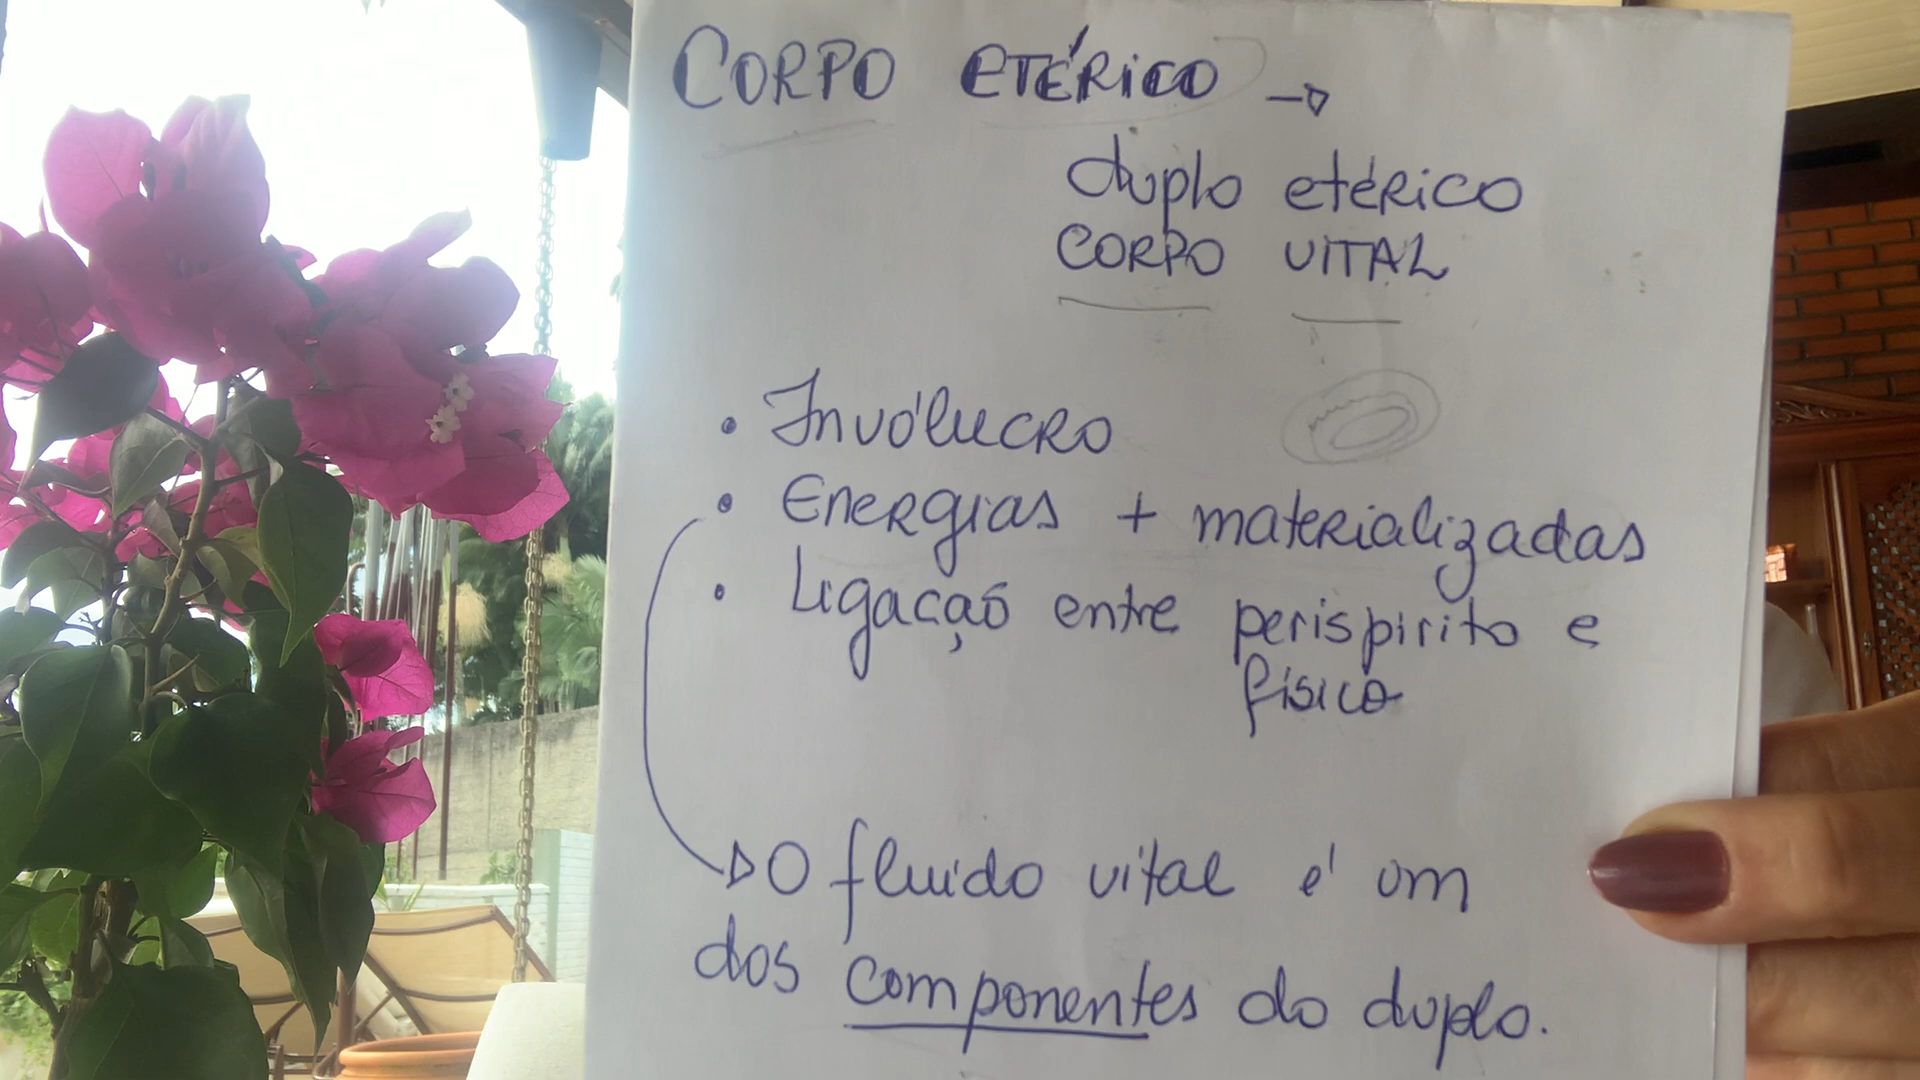 CORPO ETÉRICO →
duplo etérico
CORPO VITAL
• Invólucro
• Energias + materializadas
• Ligação entre perispirito e
físico
→ O fluido vital é um
dos componentes do duplo.